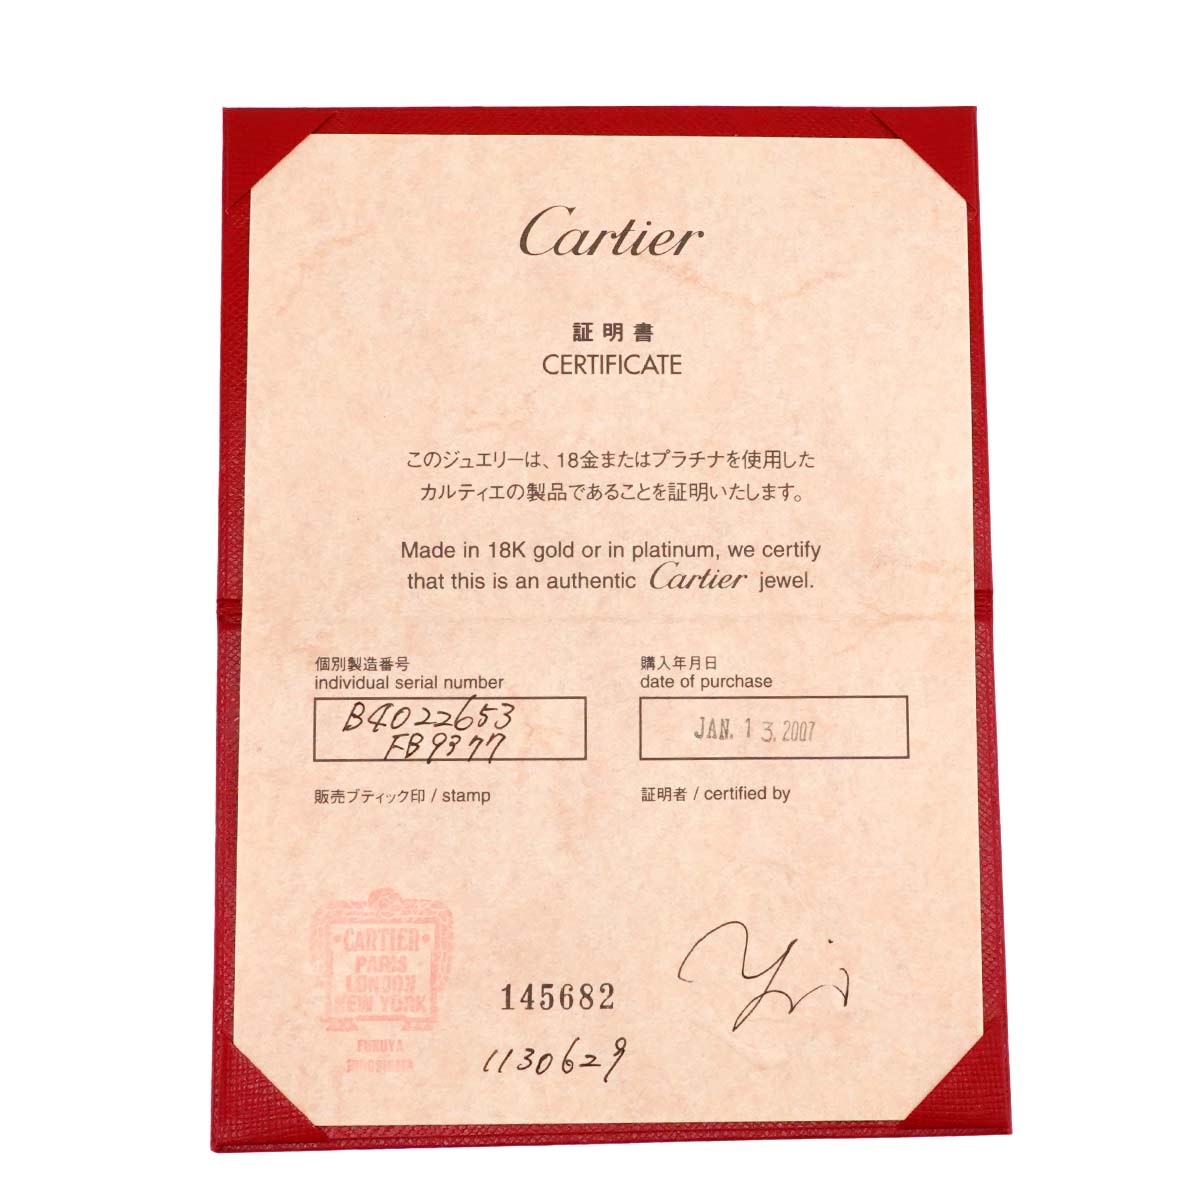 Cartier
証明書
CERTIFICATE
このジュエリーは、18金またはプラチナを使用した
カルティエの製品であることを証明いたします。
Made in 18K gold or in platinum, we certify
that this is an authentic Cartier jewel.
個別製造番号
individual serial number
B4022653
FB9377
購入年月日
date of purchase
JAN. 13. 2007
販売ブティック印 / stamp
証明者 / certified by
CARTIER
PARIS
LONDON
NEW YORK
FUKUYA
145682
1130629